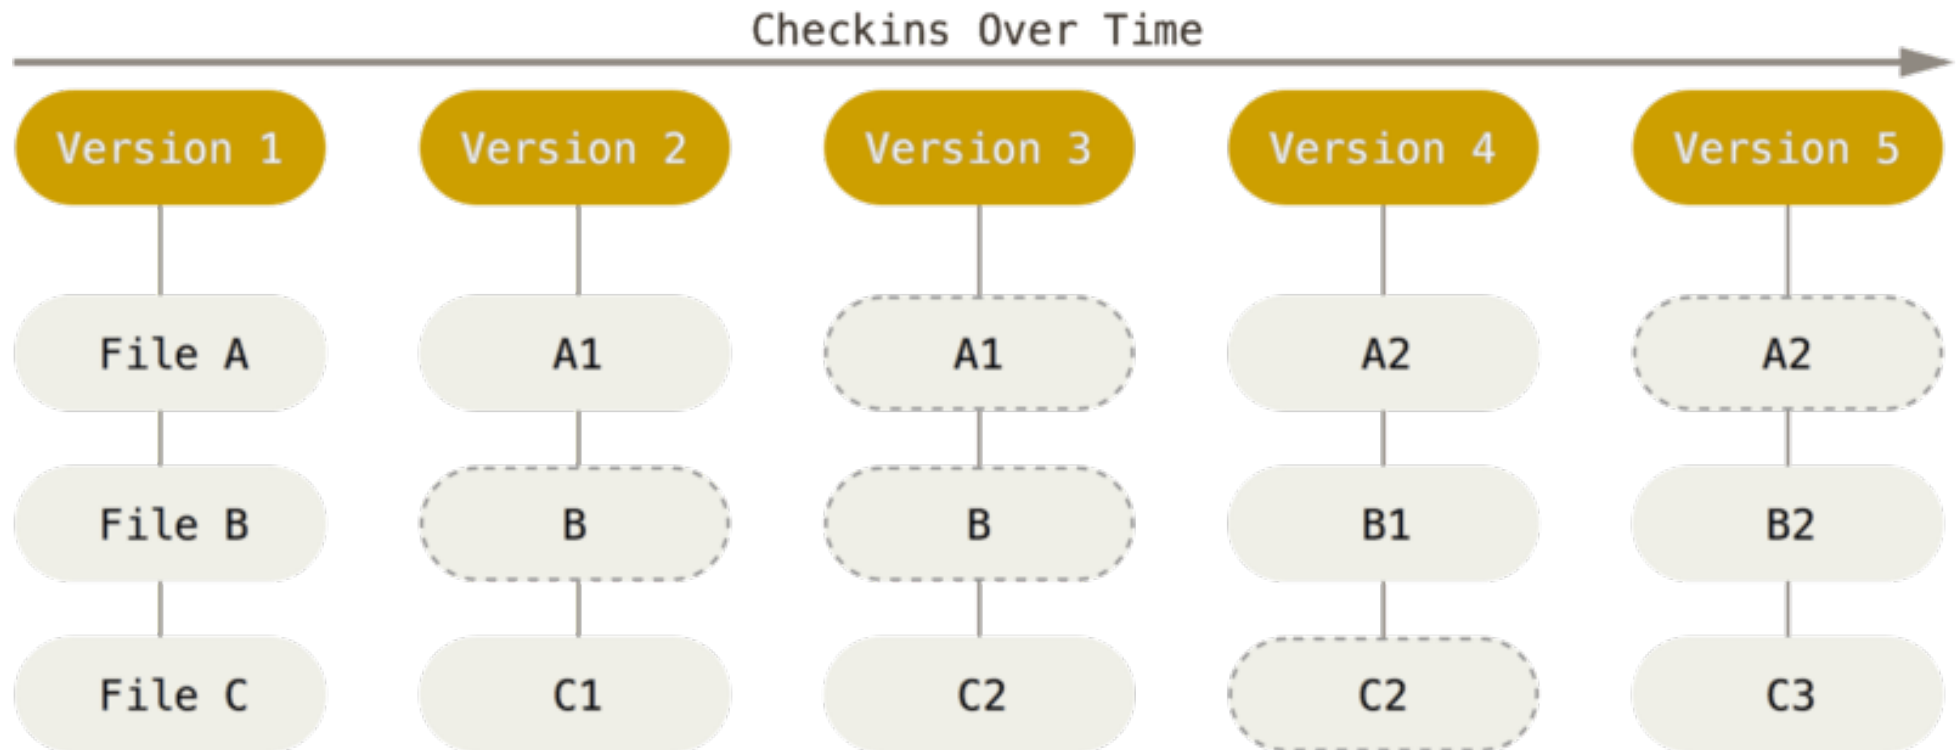 Checkins Over Time
Version 1 Version 2 Version 3 Version 4 Version 5
File A A1 A1 A2 A2
File B B B B1 B2
File C C1 C2 C2 C3